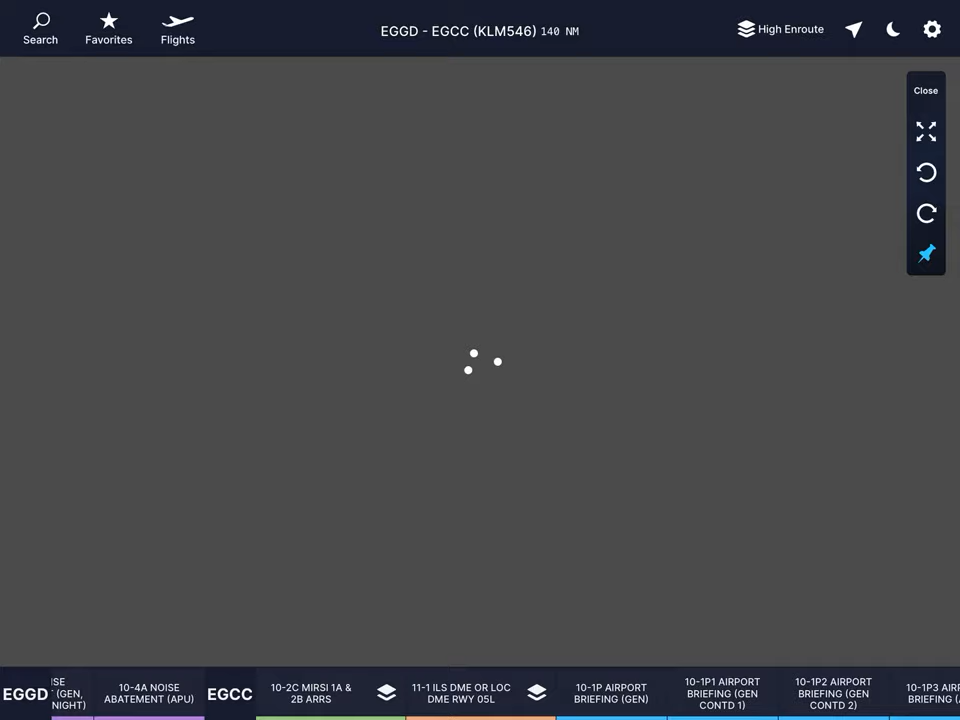 Search
Favorites
Flights
EGGD - EGCC (KLM546) 140 NM
High Enroute
Close
EGGD
(GEN,
NIGHT)
10-4A NOISE
ABATEMENT (APU)
EGCC
10-2C MIRSI 1A &
2B ARRS
11-1 ILS DME OR LOC
DME RWY 05L
10-1P AIRPORT
BRIEFING (GEN)
10-1P1 AIRPORT
BRIEFING (GEN
CONTD 1)
10-1P2 AIRPORT
BRIEFING (GEN
CONTD 2)
10-1P3 AIR
BRIEFING (